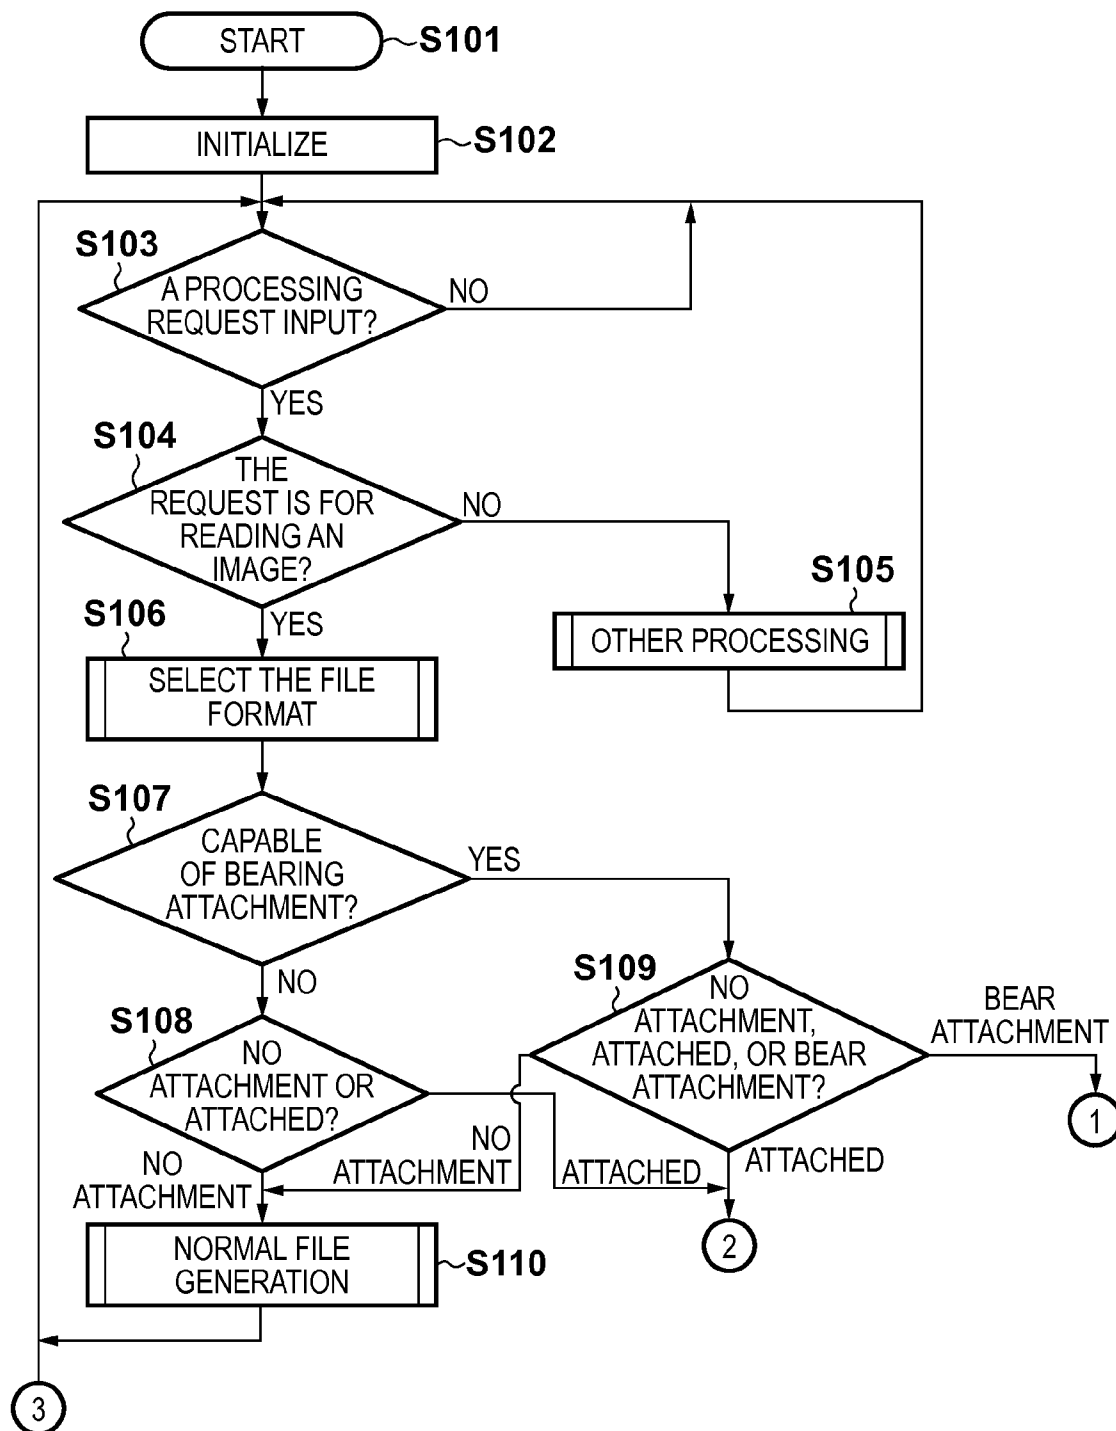 START
S101
INITIALIZE
S102
S103
A PROCESSING
REQUEST INPUT?
NO
YES
S104
THE
REQUEST IS FOR
READING AN
IMAGE?
NO
YES
S105
OTHER PROCESSING
S106
SELECT THE FILE
FORMAT
S107
CAPABLE
OF BEARING
ATTACHMENT?
YES
NO
S108
NO
ATTACHMENT OR
ATTACHED?
S109
NO
ATTACHMENT,
ATTACHED, OR BEAR
ATTACHMENT?
BEAR
ATTACHMENT
1
NO
ATTACHMENT
NO
ATTACHMENT
ATTACHED
ATTACHED
2
NORMAL FILE
GENERATION
S110
3